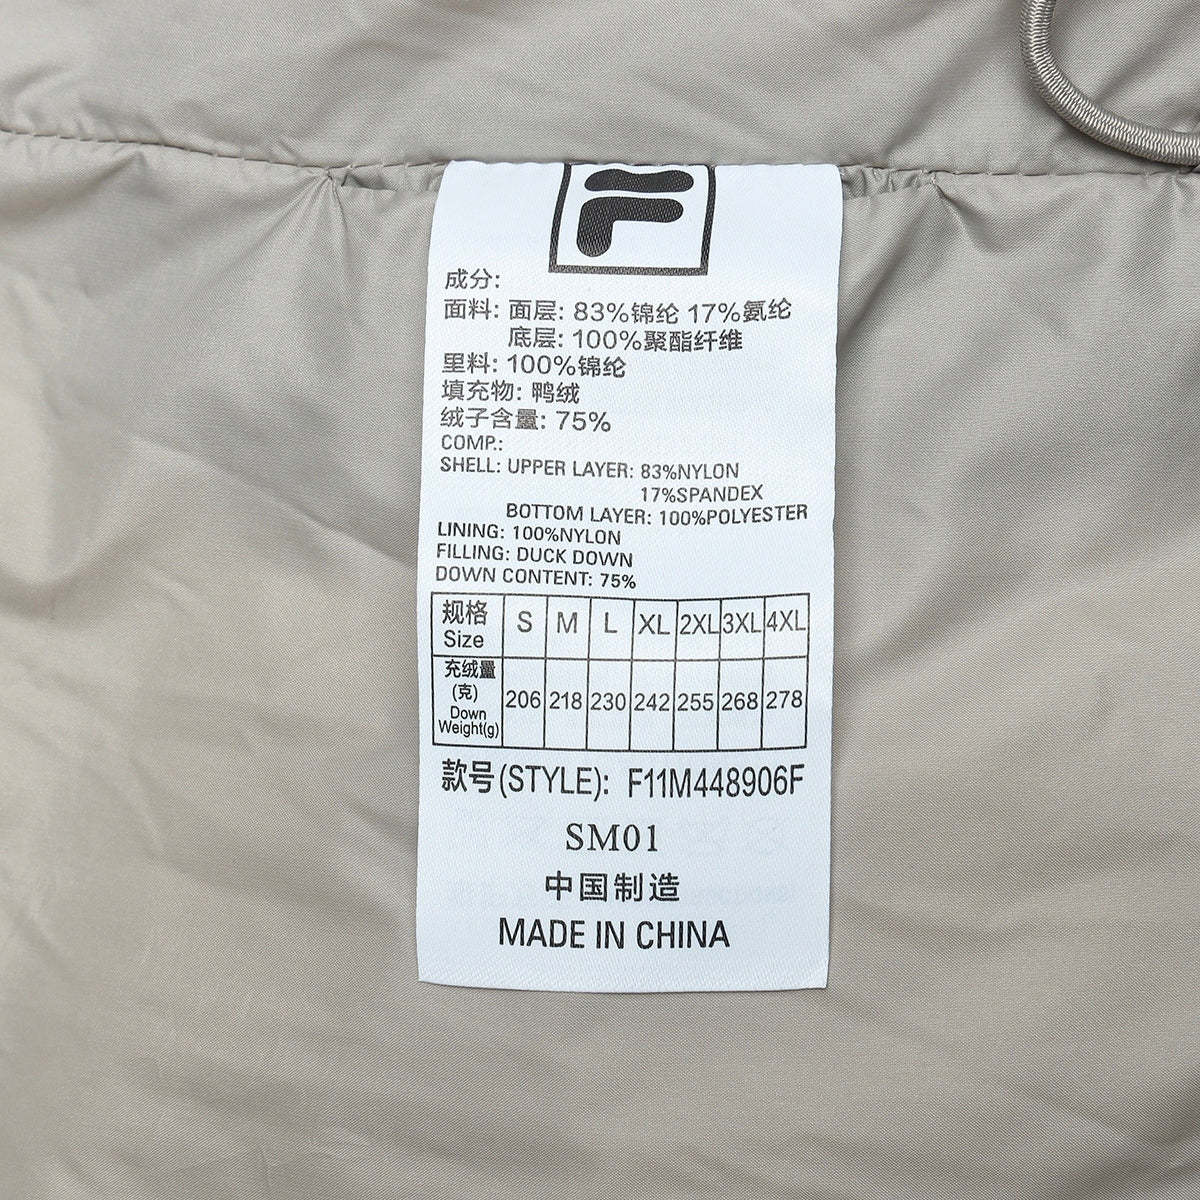 F
成分:
面料: 面层: 83%锦纶 17%氨纶
底层: 100%聚酯纤维
里料: 100%锦纶
填充物: 鸭绒
绒子含量: 75%
COMP.:
SHELL: UPPER LAYER: 83%NYLON
17%SPANDEX
BOTTOM LAYER: 100%POLYESTER
LINING: 100%NYLON
FILLING: DUCK DOWN
DOWN CONTENT: 75%
规格 Size S M L XL 2XL 3XL 4XL
充绒量 (克) Down Weight(g) 206 218 230 242 255 268 278
款号(STYLE): F11M448906F
SM01
中国制造
MADE IN CHINA